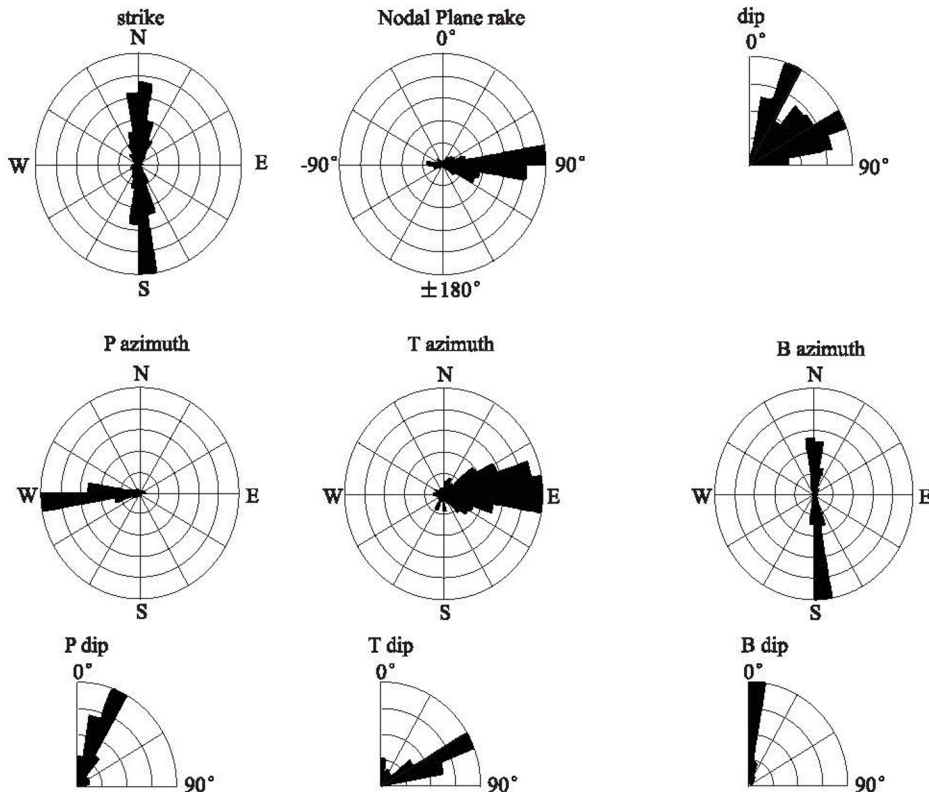 strike
N
W
E
S
Nodal Plane rake
0°
-90°
90°
±180°
dip
0°
90°
P azimuth
N
W
E
S
T azimuth
N
W
E
S
B azimuth
N
W
E
S
P dip
0°
90°
T dip
0°
90°
B dip
0°
90°